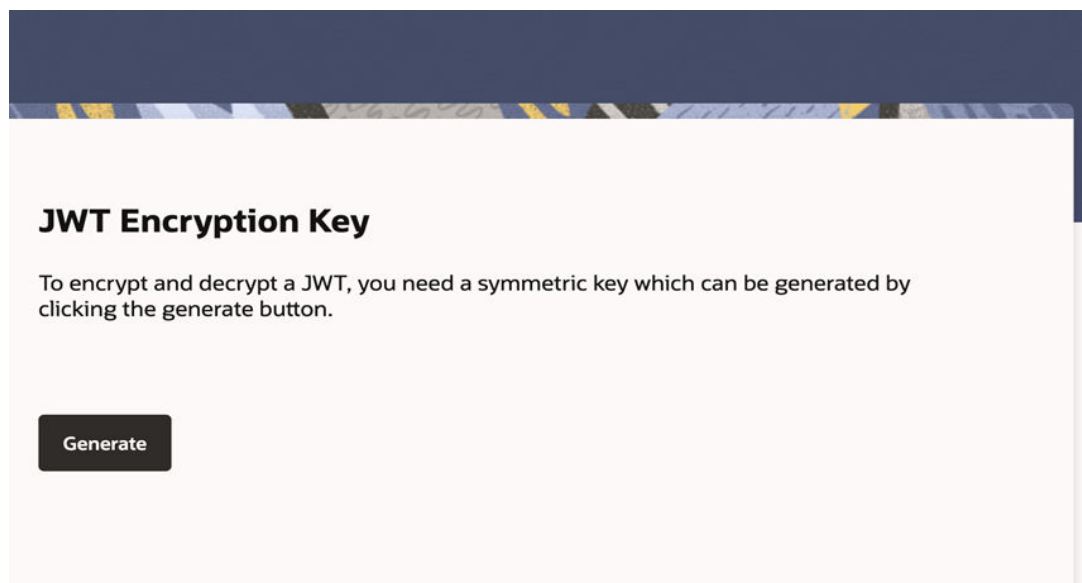 JWT Encryption Key
To encrypt and decrypt a JWT, you need a symmetric key which can be generated by
clicking the generate button.
Generate